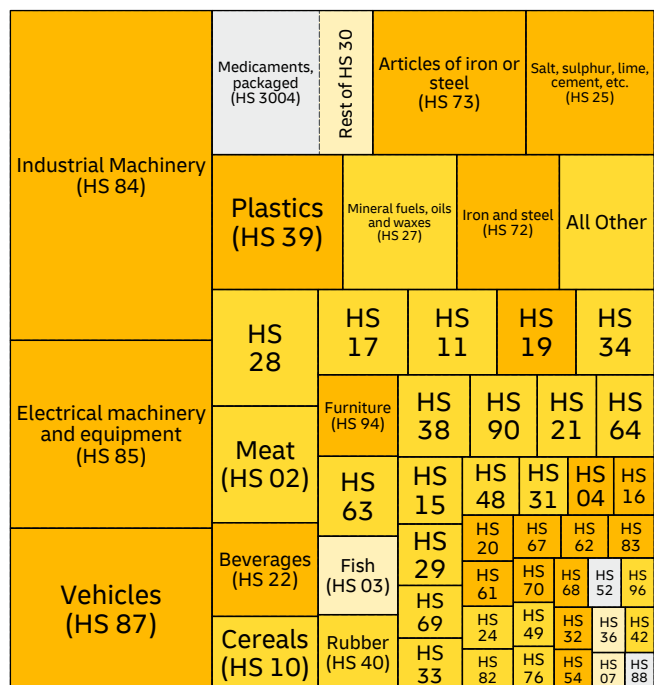 Industrial Machinery
(HS 84)
Electrical machinery
and equipment
(HS 85)
Vehicles
(HS 87)
Medicaments,
packaged
(HS 3004)
Rest of HS 30
Articles of iron or
steel
(HS 73)
Salt, sulphur, lime,
cement, etc.
(HS 25)
Plastics
(HS 39)
Mineral fuels, oils
and waxes
(HS 27)
Iron and steel
(HS 72)
All Other
HS
28
Meat
(HS 02)
Beverages
(HS 22)
Cereals
(HS 10)
HS
17
HS
11
HS
19
HS
34
Furniture
(HS 94)
HS
63
Fish
(HS 03)
Rubber
(HS 40)
HS
38
HS
90
HS
21
HS
64
HS
15
HS
29
HS
69
HS
33
HS
48
HS
31
HS
04
HS
16
HS
20
HS
67
HS
62
HS
83
HS
61
HS
70
HS
68
HS
52
HS
96
HS
24
HS
49
HS
32
HS
36
HS
42
HS
82
HS
76
HS
54
HS
07
HS
88